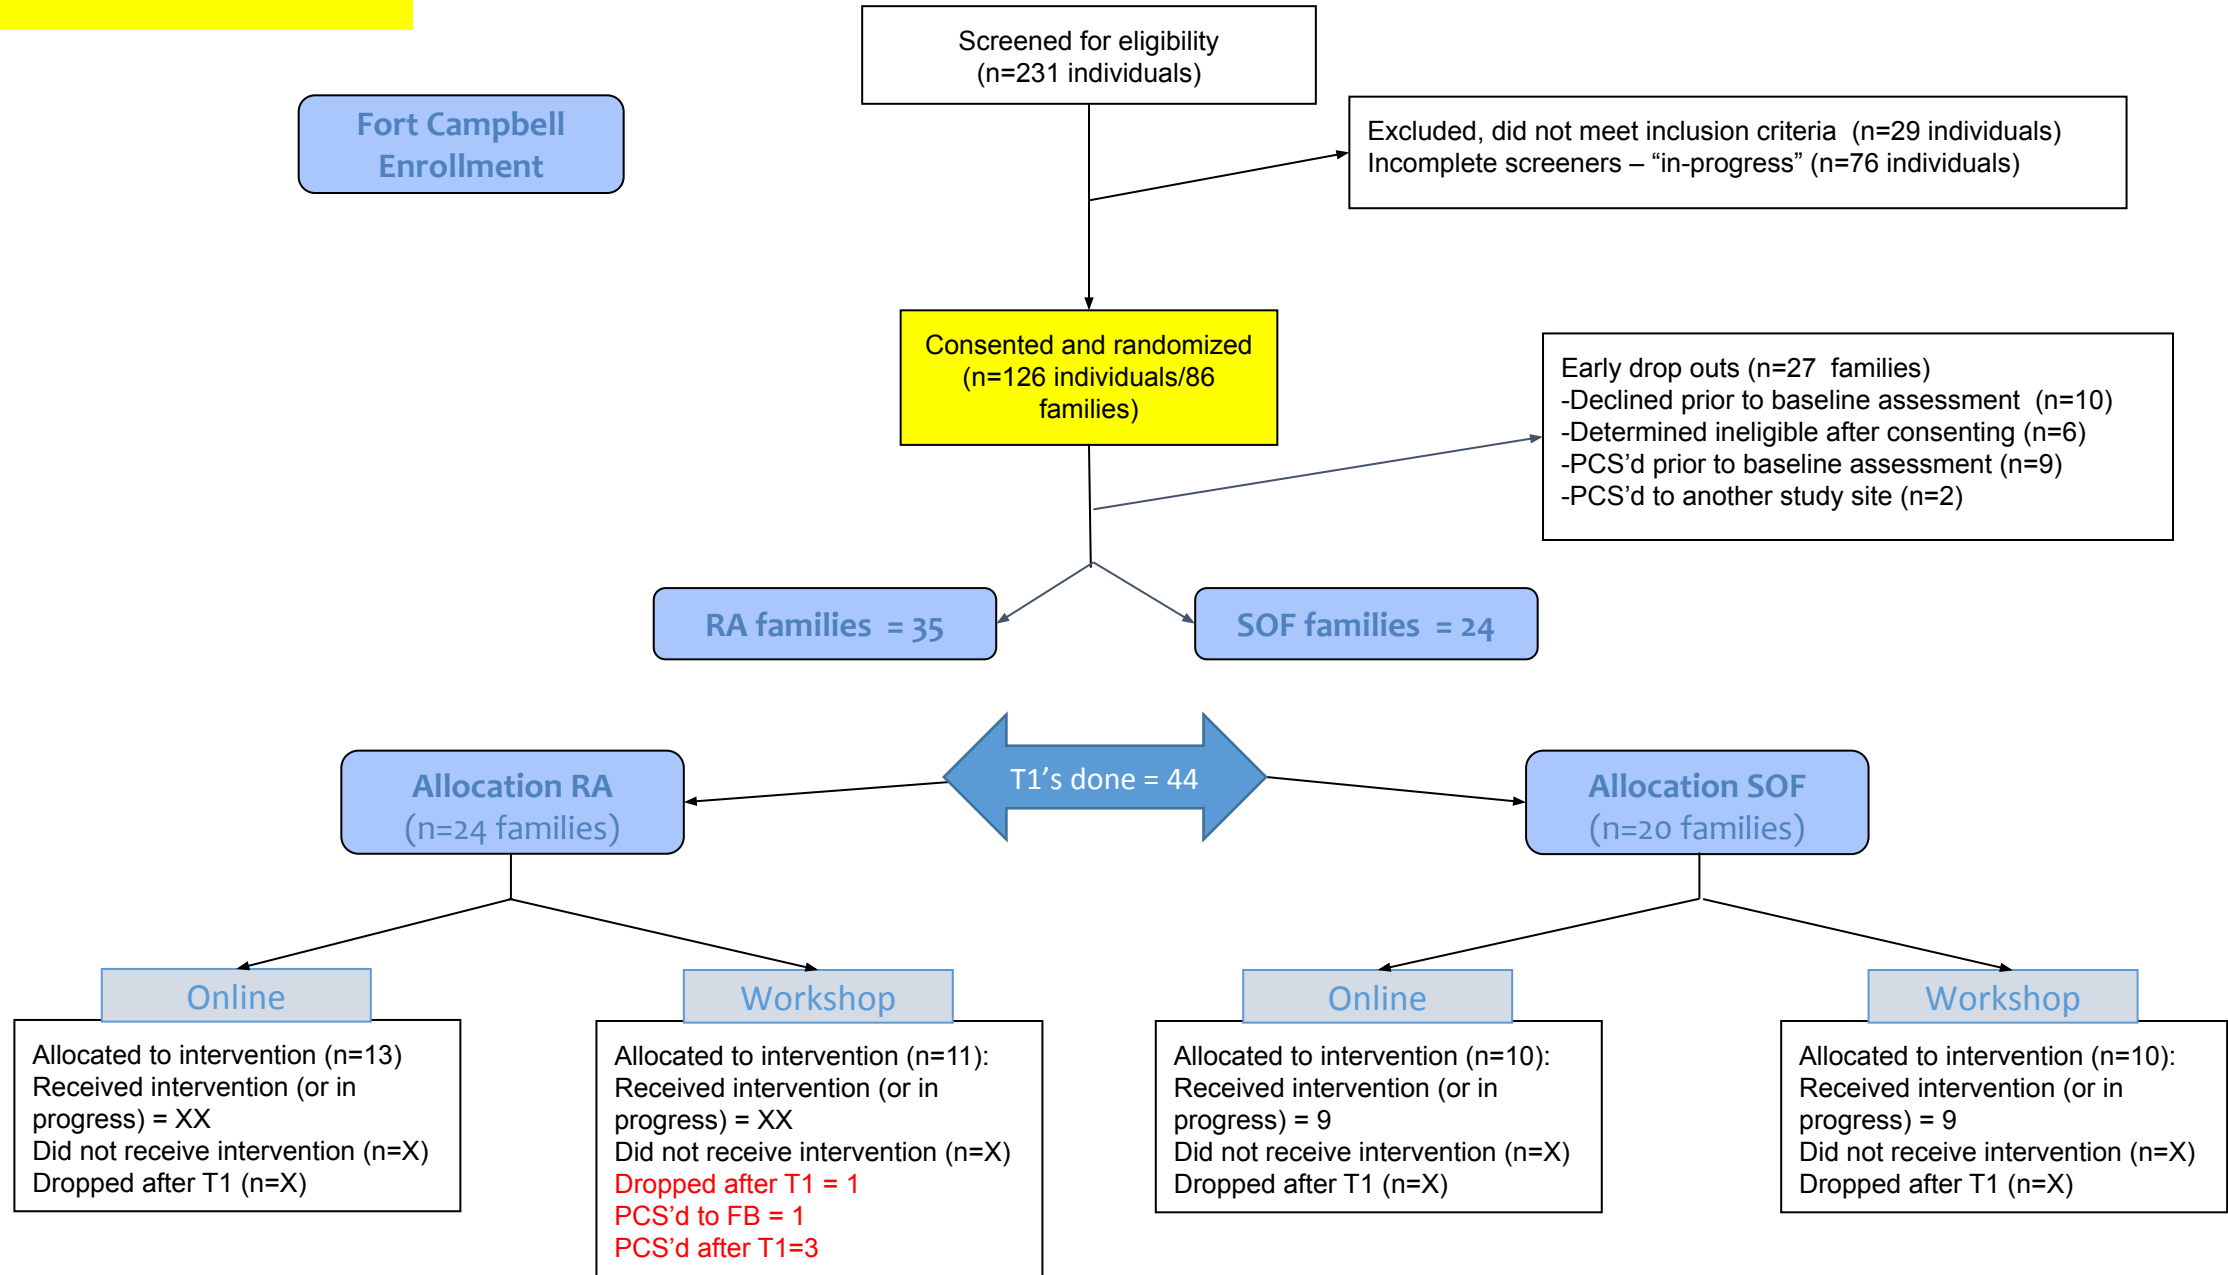 Screened for eligibility
(n=231 individuals)
Fort Campbell
Enrollment
Excluded, did not meet inclusion criteria  (n=29 individuals)
Incomplete screeners – “in-progress” (n=76 individuals)
Consented and randomized
(n=126 individuals/86
families)
Early drop outs (n=27  families)
-Declined prior to baseline assessment  (n=10)
-Determined ineligible after consenting (n=6)
-PCS’d prior to baseline assessment (n=9)
-PCS’d to another study site (n=2)
RA families  = 35
SOF families  = 24
T1’s done = 44
Allocation RA
(n=24 families)
Allocation SOF
(n=20 families)
Online
Allocated to intervention (n=13)
Received intervention (or in
progress) = XX
Did not receive intervention (n=X)
Dropped after T1 (n=X)
Workshop
Allocated to intervention (n=11):
Received intervention (or in
progress) = XX
Did not receive intervention (n=X)
Dropped after T1 = 1
PCS’d to FB = 1
PCS’d after T1=3
Online
Allocated to intervention (n=10):
Received intervention (or in
progress) = 9
Did not receive intervention (n=X)
Dropped after T1 (n=X)
Workshop
Allocated to intervention (n=10):
Received intervention (or in
progress) = 9
Did not receive intervention (n=X)
Dropped after T1 (n=X)